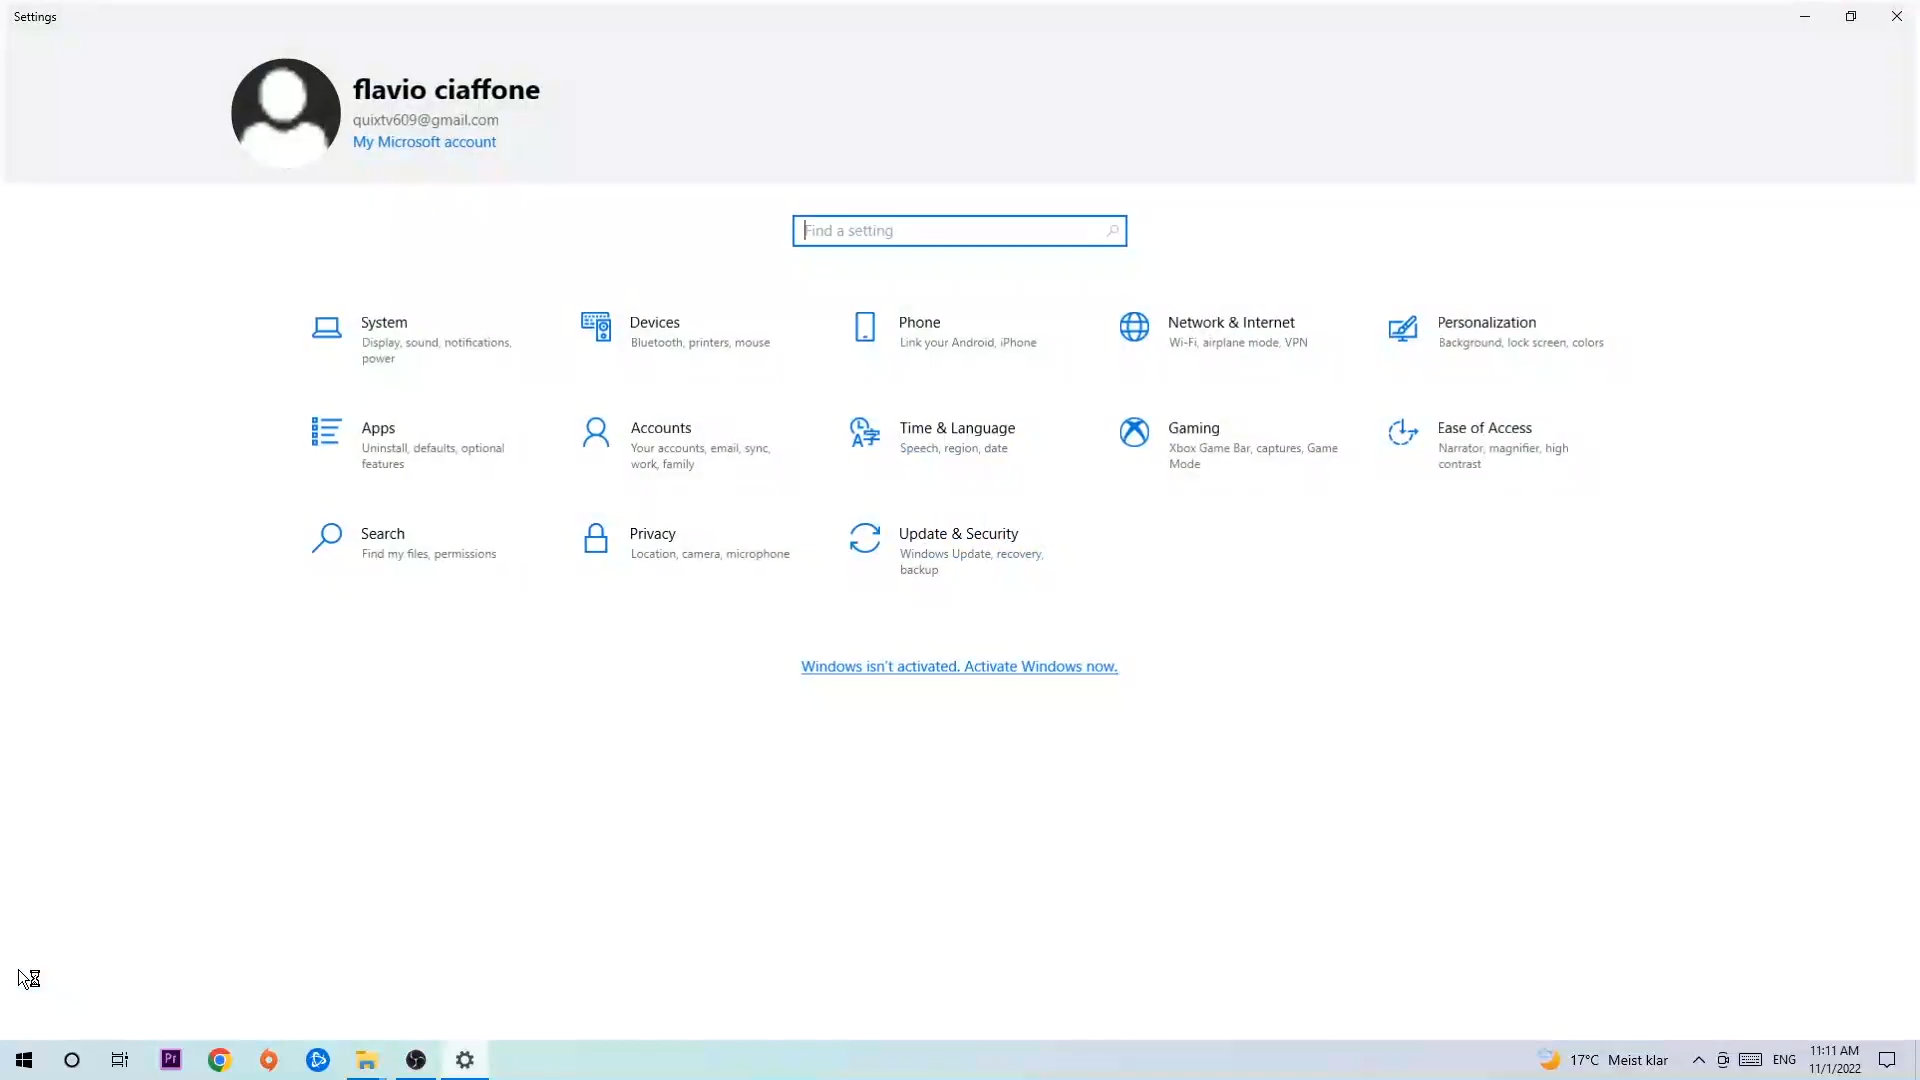 Settings
flavio ciaffone
quixtv609@gmail.com
My Microsoft account
Find a setting
System
Display, sound, notifications,
power
Devices
Bluetooth, printers, mouse
Phone
Link your Android, iPhone
Network & Internet
Wi-Fi, airplane mode, VPN
Personalization
Background, lock screen, colors
Apps
Uninstall, defaults, optional
features
Accounts
Your accounts, email, sync,
work, family
Time & Language
Speech, region, date
Gaming
Xbox Game Bar, captures, Game
Mode
Ease of Access
Narrator, magnifier, high
contrast
Search
Find my files, permissions
Privacy
Location, camera, microphone
Update & Security
Windows Update, recovery,
backup
Windows isn't activated. Activate Windows now.
Pr
17°C Meist klar
ENG
11:11 AM
11/1/2022